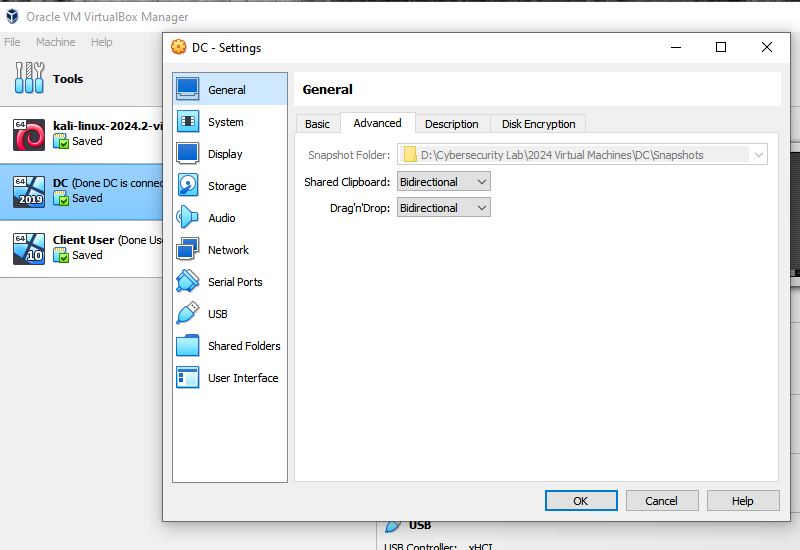 Oracle VM VirtualBox Manager
File Machine Help
Tools
64
kali-linux-2024.2-vi
Saved
64
2019
DC (Done DC is connec
Saved
64
10
Client User (Done Use
Saved
DC - Settings
General
System
Display
Storage
Audio
Network
Serial Ports
USB
Shared Folders
User Interface
General
Basic Advanced Description Disk Encryption
Snapshot Folder: D:\Cybersecurity Lab\2024 Virtual Machines\DC\Snapshots
Shared Clipboard: Bidirectional
Drag'n'Drop: Bidirectional
OK Cancel Help
USB
USB Controller: xHCI